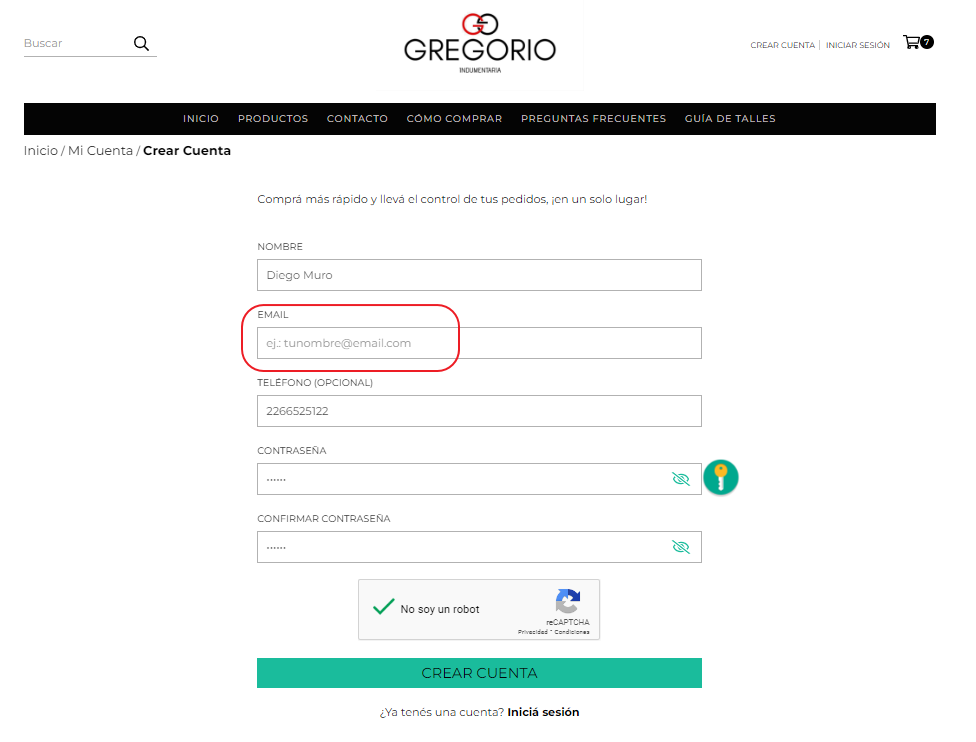 Buscar
GREGORIO
INDUMENTARIA
CREAR CUENTA | INICIAR SESIÓN
7
INICIO PRODUCTOS CONTACTO CÓMO COMPRAR PREGUNTAS FRECUENTES GUÍA DE TALLES
Inicio / Mi Cuenta / Crear Cuenta
Comprá más rápido y llevá el control de tus pedidos, ¡en un solo lugar!
NOMBRE
Diego Muro
EMAIL
ej.: tunombre@email.com
TELÉFONO (OPCIONAL)
2266525122
CONTRASEÑA
······
CONFIRMAR CONTRASEÑA
······
No soy un robot
reCAPTCHA
Privacidad - Condiciones
CREAR CUENTA
¿Ya tenés una cuenta? Iniciá sesión